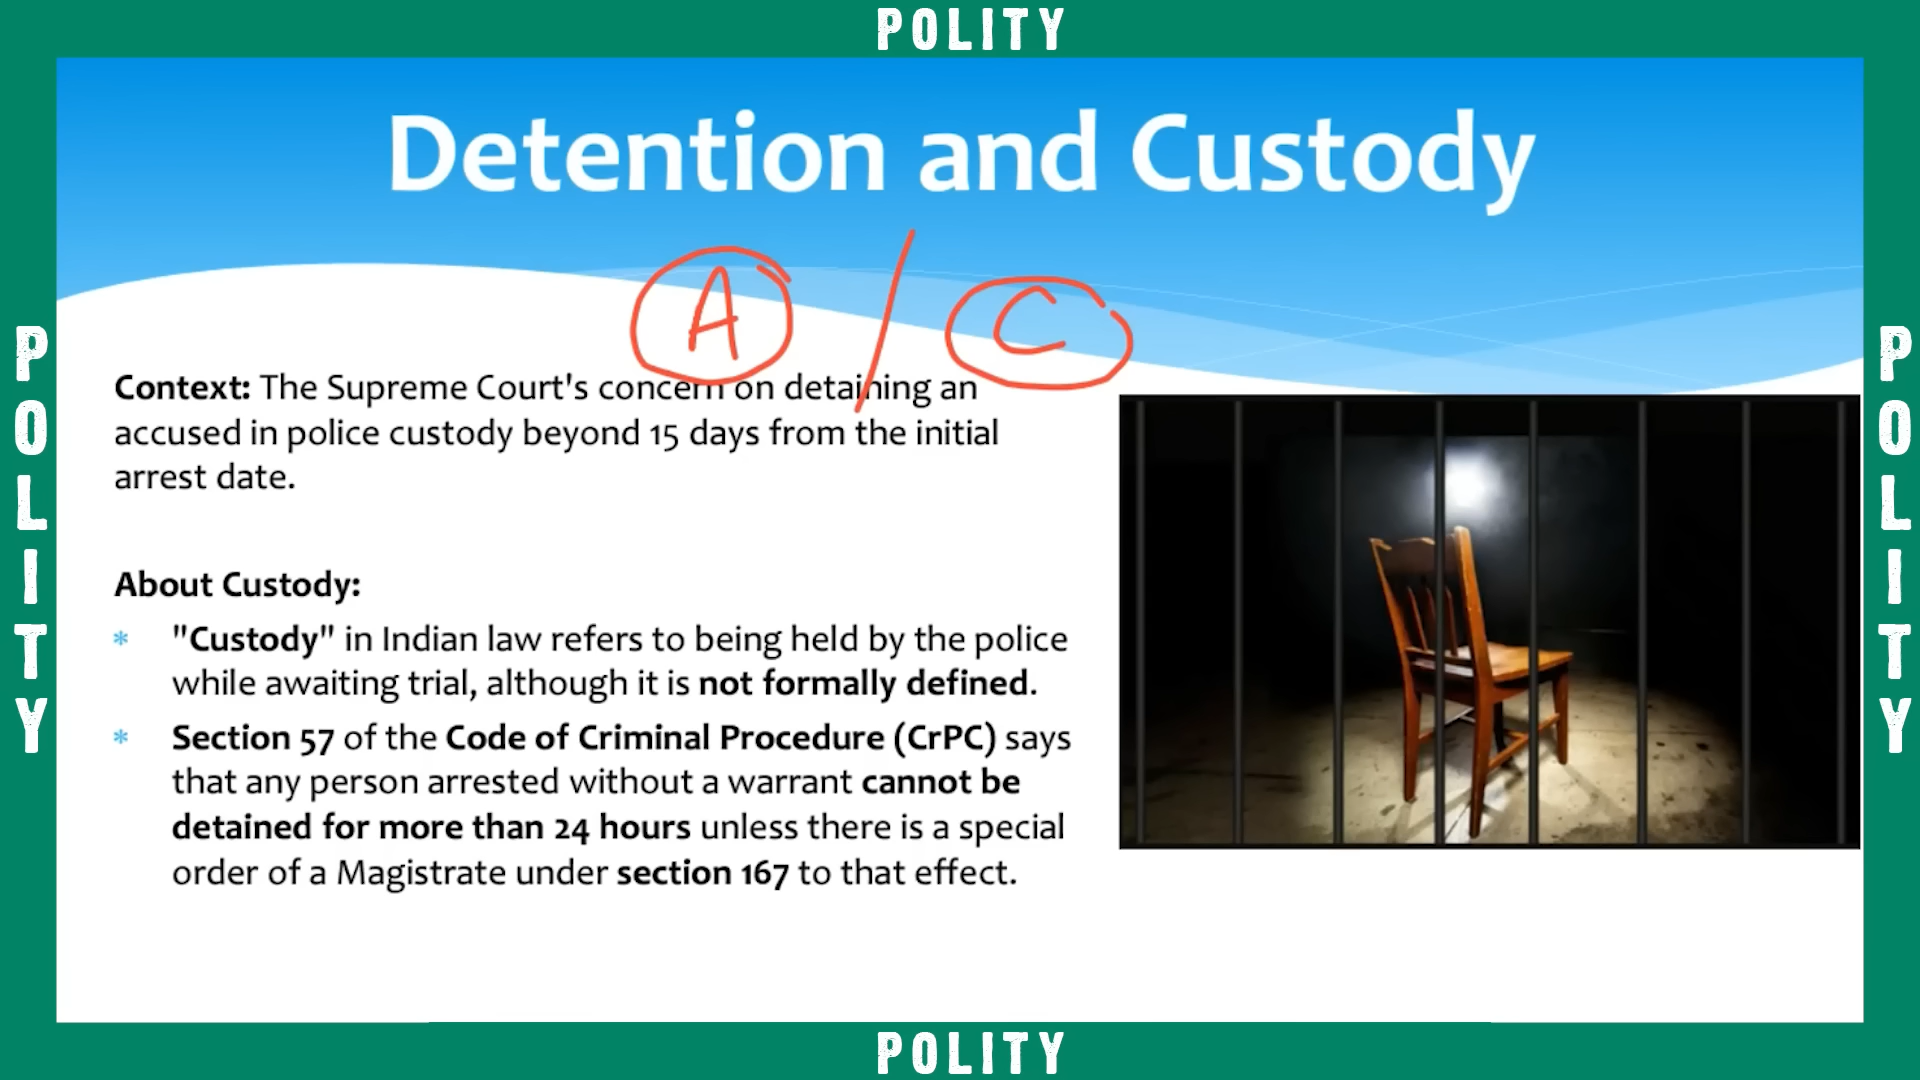 POLITY
Detention and Custody
A / C
Context: The Supreme Court's concern on detaining an
accused in police custody beyond 15 days from the initial
arrest date.
About Custody:
* "Custody" in Indian law refers to being held by the police
while awaiting trial, although it is not formally defined.
* Section 57 of the Code of Criminal Procedure (CrPC) says
that any person arrested without a warrant cannot be
detained for more than 24 hours unless there is a special
order of a Magistrate under section 167 to that effect.
POLITY
POLITY
POLITY